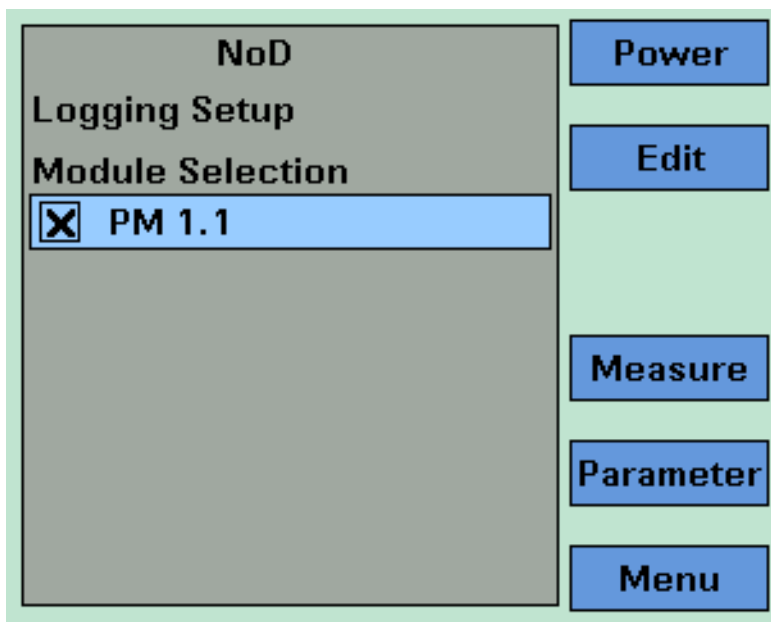 NoD
Logging Setup
Module Selection
PM 1.1
Power
Edit
Measure
Parameter
Menu